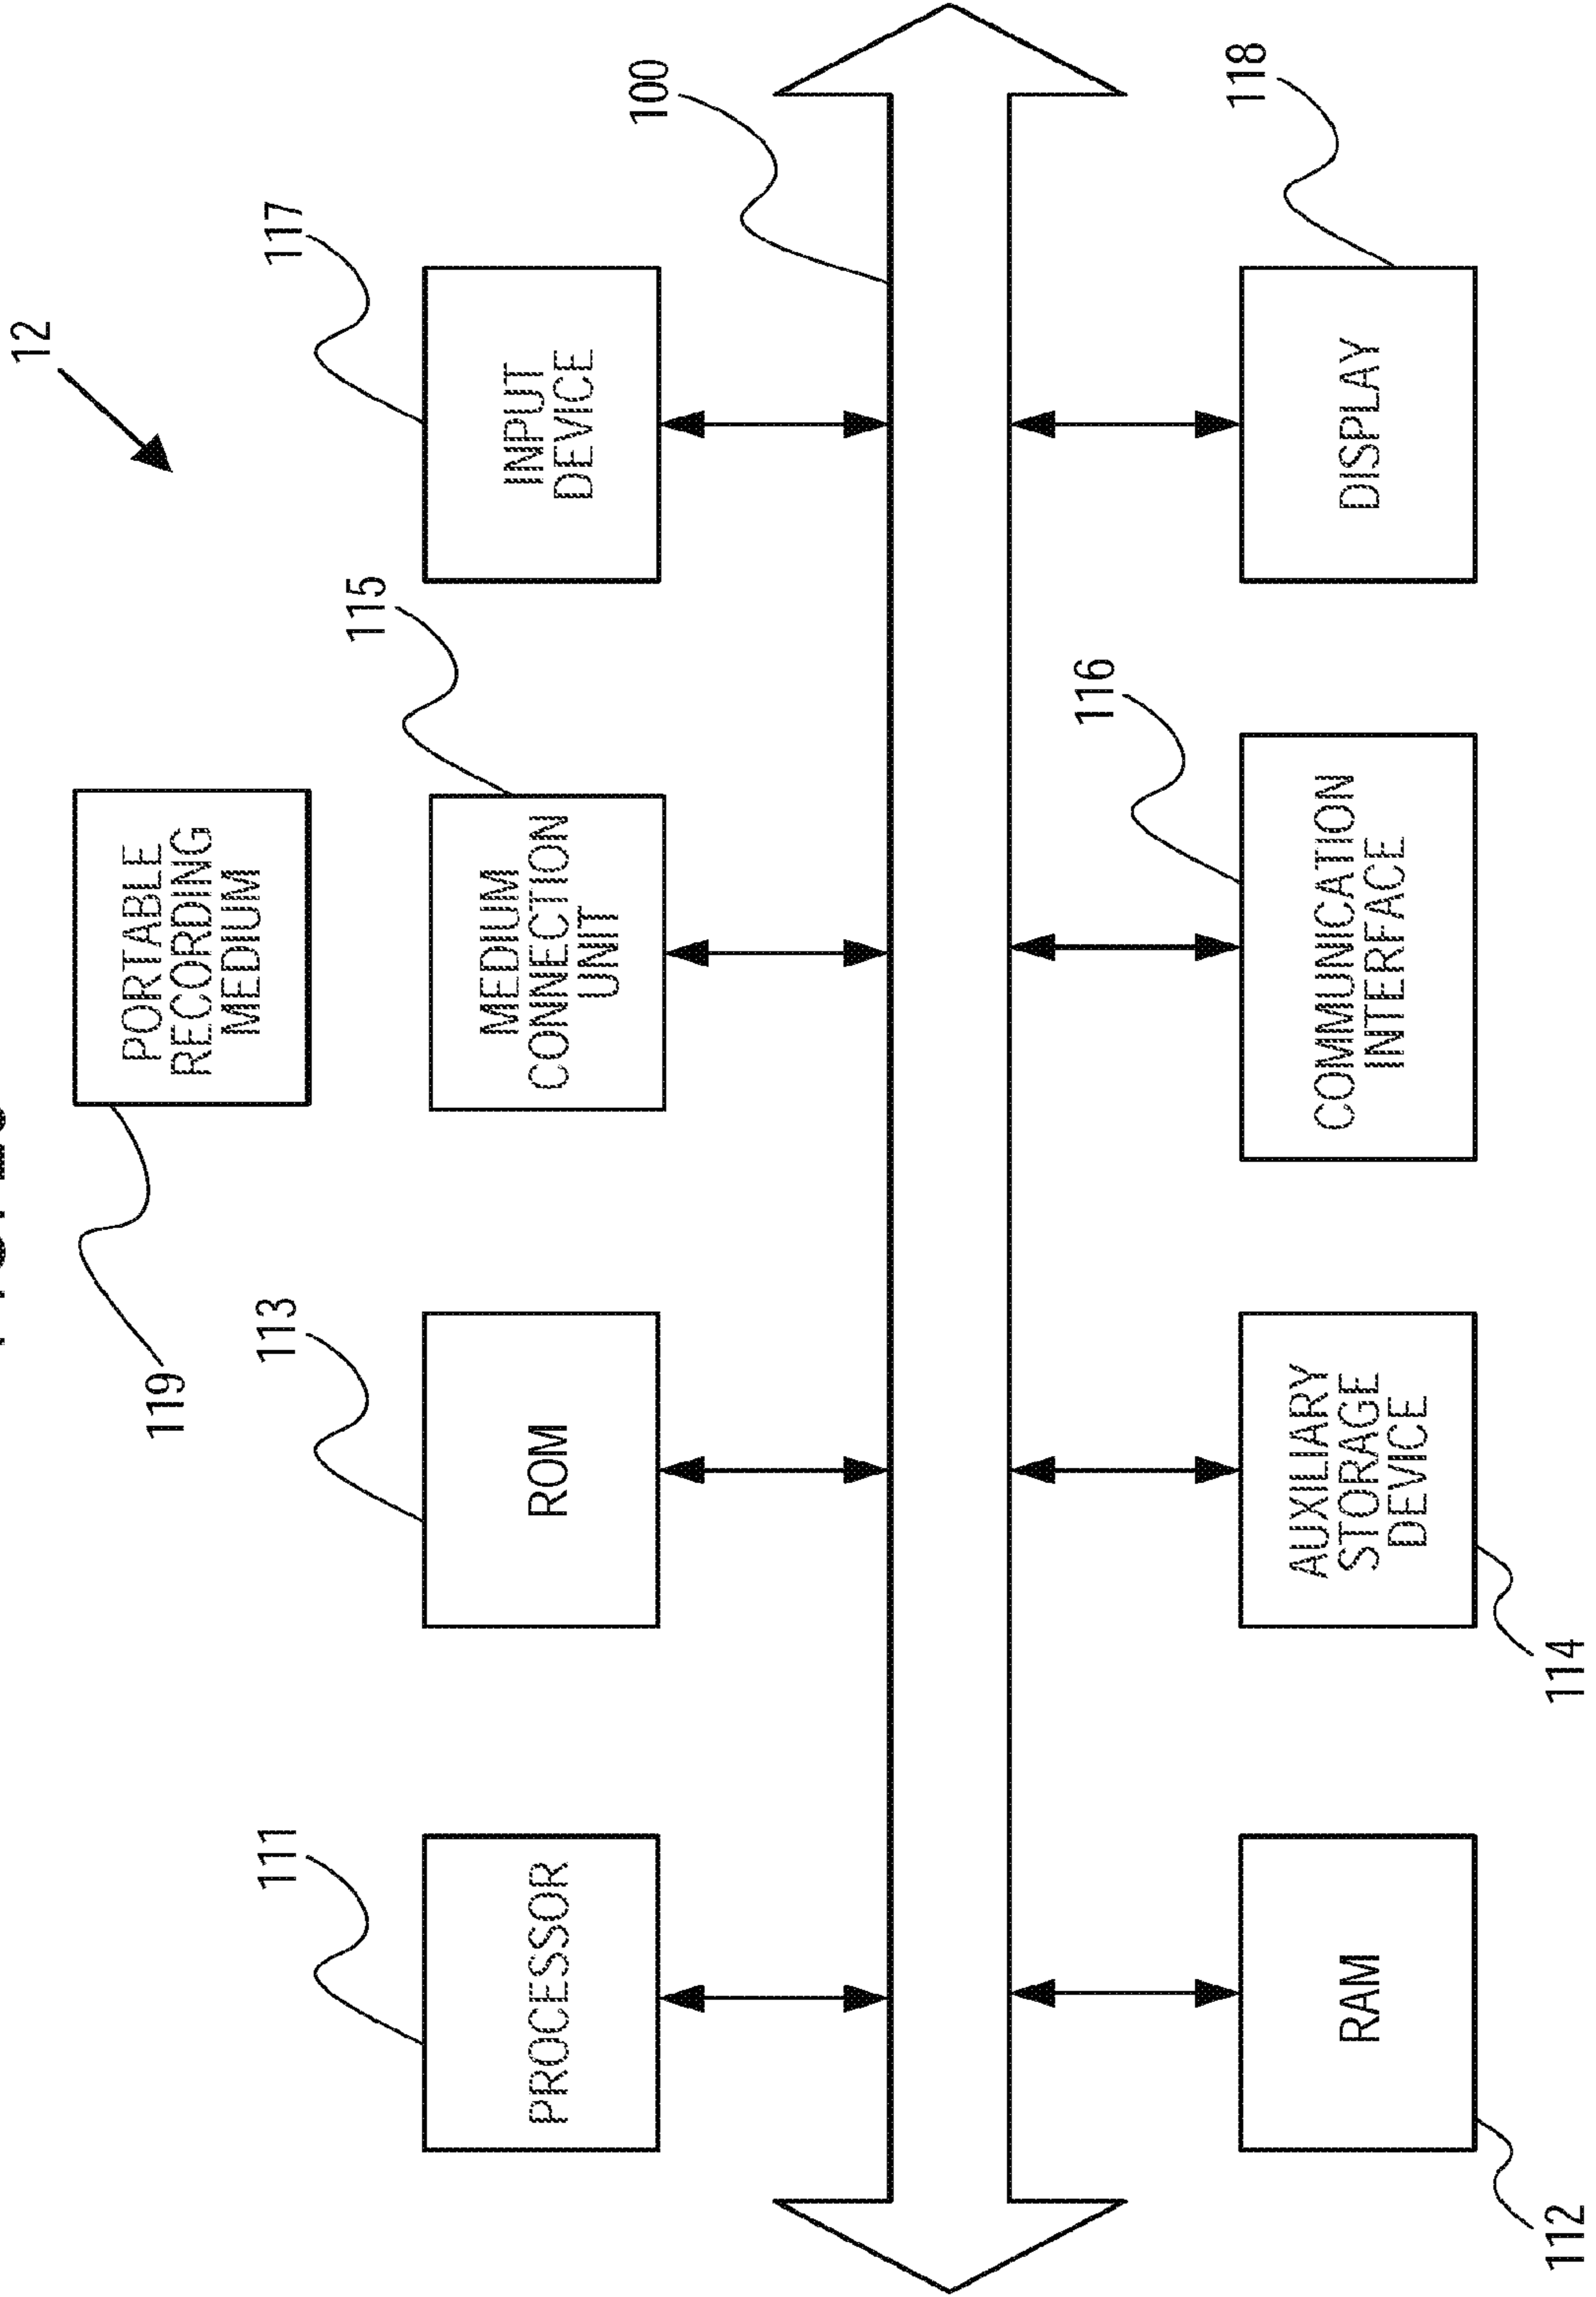 12
PORTABLE
RECORDING
MEDIUM
119
111
PROCESSOR
113
ROM
115
MEDIUM
CONNECTION
UNIT
117
INPUT
DEVICE
100
RAM
112
AUXILIARY
STORAGE
DEVICE
114
116
COMMUNICATION
INTERFACE
118
DISPLAY